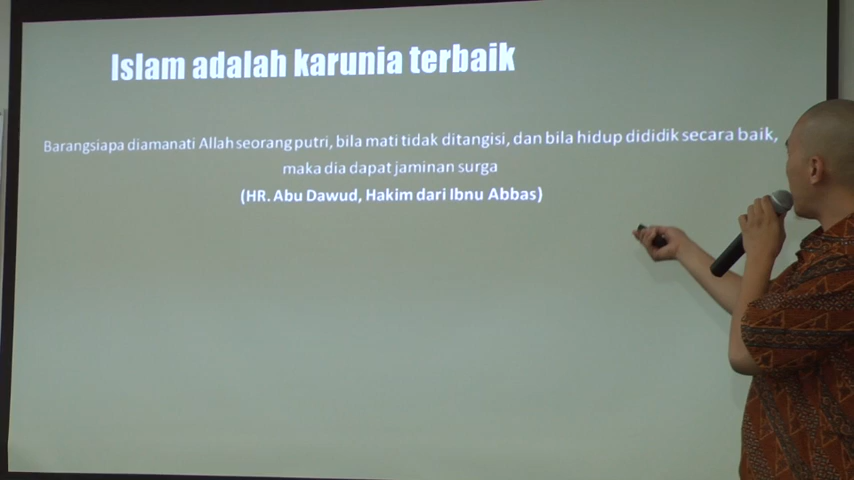 Islam adalah karunia terbaik
Barangsiapa diamanati Allah seorang putri, bila mati tidak ditangisi, dan bila hidup dididik secara baik,
maka dia dapat jaminan surga
(HR. Abu Dawud, Hakim dari Ibnu Abbas)